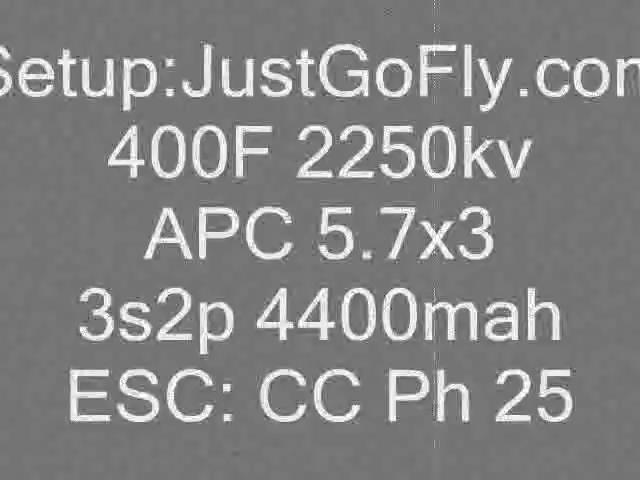 Setup:JustGoFly.com
400F 2250kv
APC 5.7x3
3s2p 4400mah
ESC: CC Ph 25